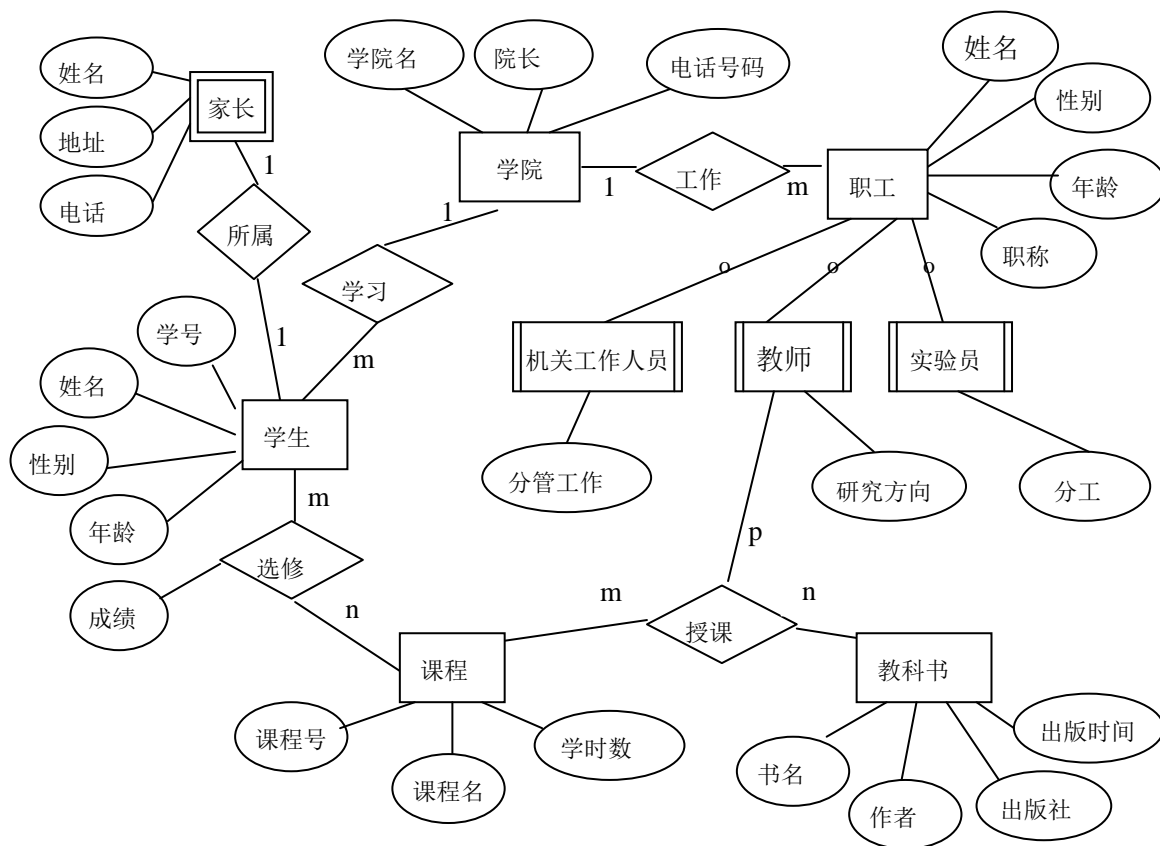 姓名
学院名
院长
电话号码
姓名
家长
性别
地址
学院
1
工作
m
职工
年龄
1
电话
所属
1
职称
学习
o
o
o
学号
1
m
机关工作人员
教师
实验员
姓名
学生
性别
分管工作
研究方向
分工
m
年龄
p
选修
成绩
n
m
授课
n
课程
教科书
课程号
学时数
出版时间
课程名
书名
作者
出版社